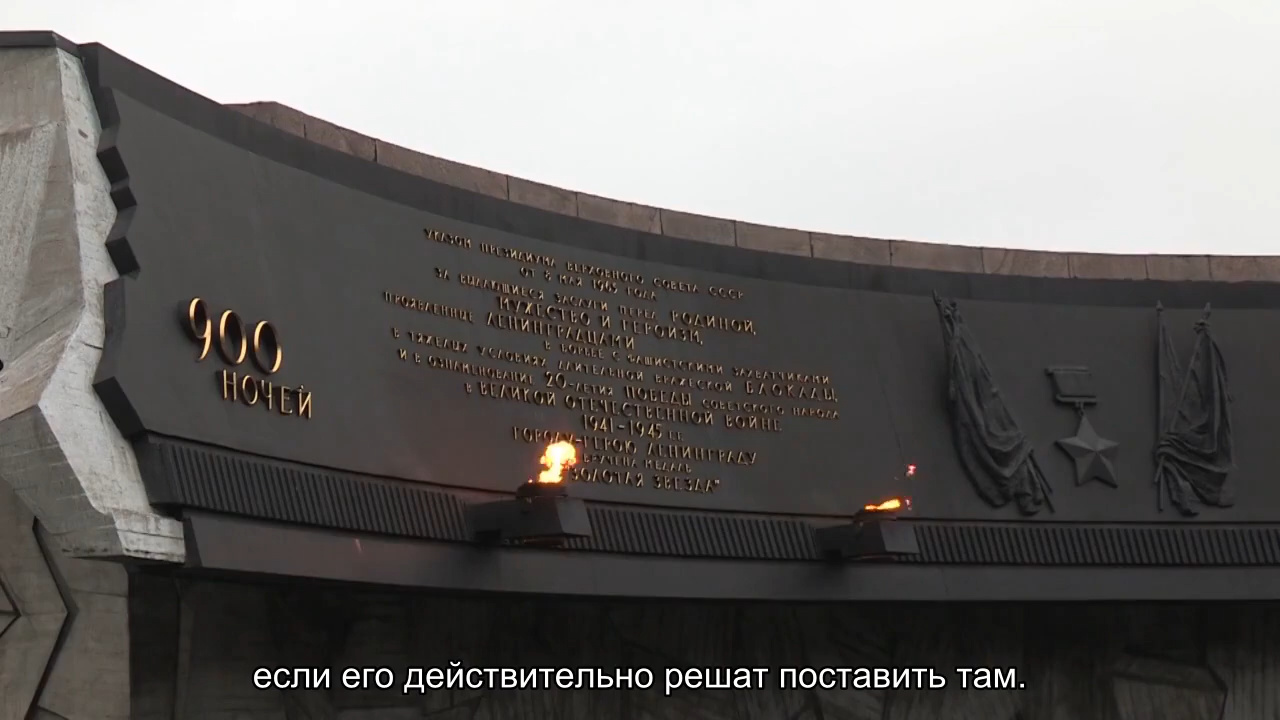 900
НОЧЕЙ
УКАЗОМ ПРЕЗИДИУМА ВЕРХОВНОГО СОВЕТА СССР
ОТ 8 МАЯ 1965 ГОДА
ЗА ВЫДАЮЩИЕСЯ ЗАСЛУГИ ПЕРЕД РОДИНОЙ,
МУЖЕСТВО И ГЕРОИЗМ,
ПРОЯВЛЕННЫЕ ЛЕНИНГРАДЦАМИ
В БОРЬБЕ С ФАШИСТСКИМИ ЗАХВАТЧИКАМИ
В ТЯЖЕЛЫХ УСЛОВИЯХ ДЛИТЕЛЬНОЙ ВРАЖЕСКОЙ БЛОКАДЫ,
И В ОЗНАМЕНОВАНИЕ 20-ЛЕТИЯ ПОБЕДЫ СОВЕТСКОГО НАРОДА
В ВЕЛИКОЙ ОТЕЧЕСТВЕННОЙ ВОЙНЕ
1941-1945 ГГ.
ГОРОДУ-ГЕРОЮ ЛЕНИНГРАДУ
ВРУЧЕНА МЕДАЛЬ
"ЗОЛОТАЯ ЗВЕЗДА"
если его действительно решат поставить там.